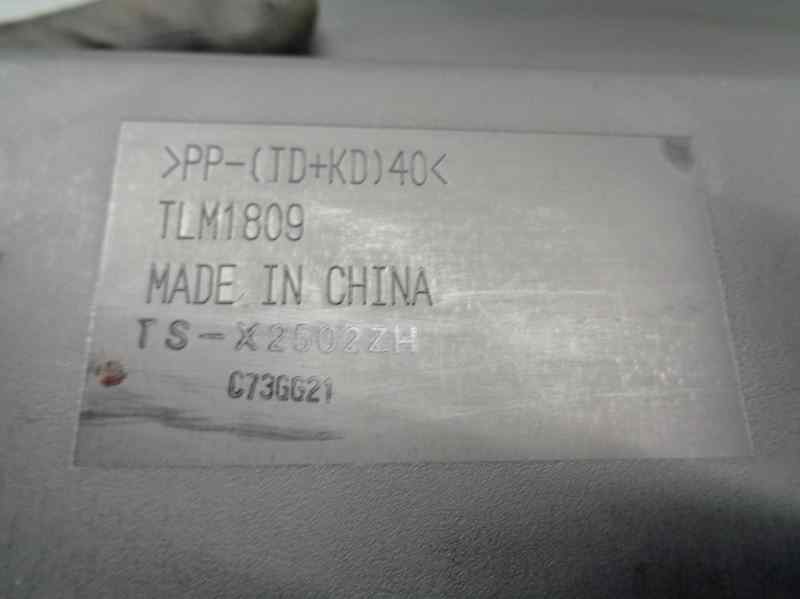 >PP-(TD+KD)40<
TLM1809
MADE IN CHINA
TS-X2502ZH
C73GG21